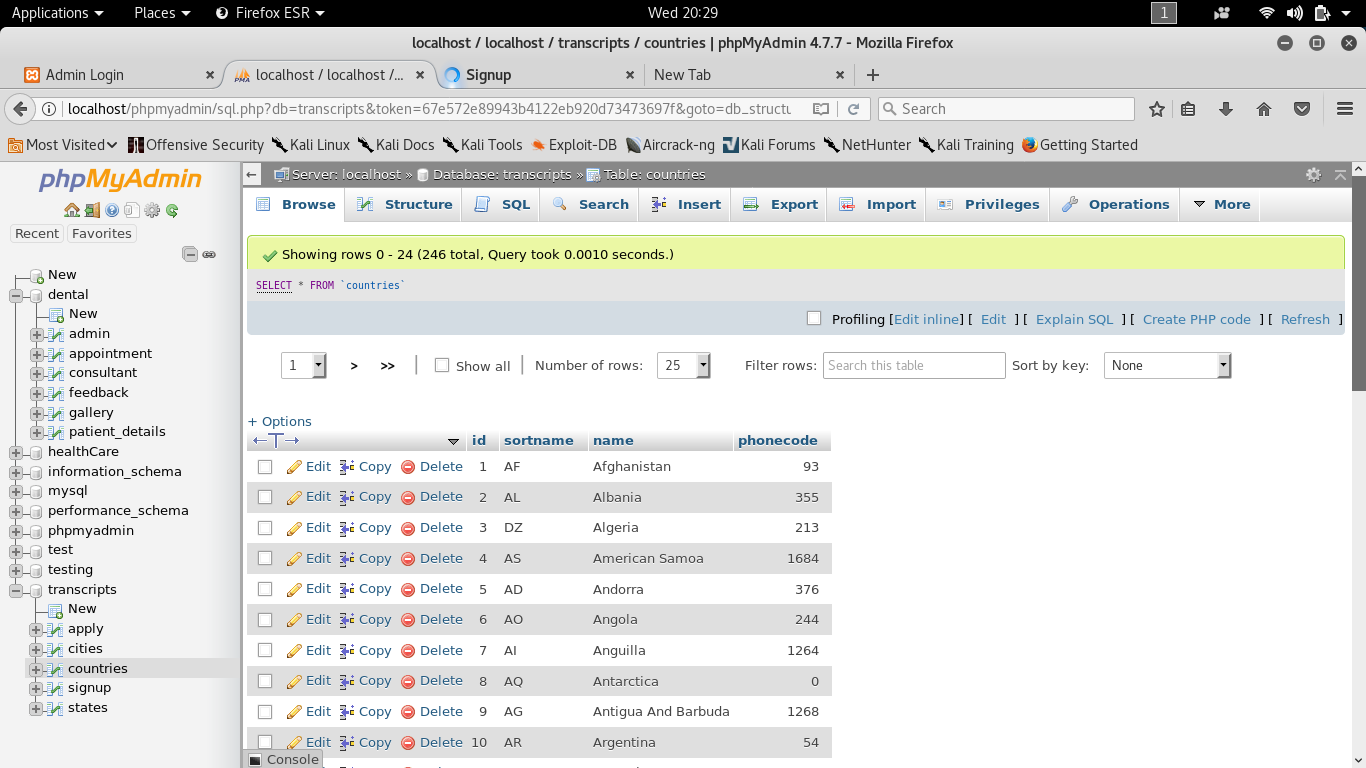 Applications Places Firefox ESR Wed 20:29 1
localhost / localhost / transcripts / countries | phpMyAdmin 4.7.7 - Mozilla Firefox
Admin Login localhost / localhost /... Signup New Tab
localhost/phpmyadmin/sql.php?db=transcripts&token=67e572e89943b4122eb920d73473697f&goto=db_structu Search
Most Visited Offensive Security Kali Linux Kali Docs Kali Tools Exploit-DB Aircrack-ng Kali Forums NetHunter Kali Training Getting Started
phpMyAdmin
Recent Favorites
New
dental
New
admin
appointment
consultant
feedback
gallery
patient_details
healthCare
information_schema
mysql
performance_schema
phpmyadmin
test
testing
transcripts
New
apply
cities
countries
signup
states
Server: localhost » Database: transcripts » Table: countries
Browse Structure SQL Search Insert Export Import Privileges Operations More
Showing rows 0 - 24 (246 total, Query took 0.0010 seconds.)
SELECT * FROM `countries`
Profiling [Edit inline] [ Edit ] [ Explain SQL ] [ Create PHP code ] [ Refresh ]
1 > >> | Show all | Number of rows: 25 Filter rows: Search this table Sort by key: None
+ Options
←T→ id sortname name phonecode
Edit Copy Delete 1 AF Afghanistan 93
Edit Copy Delete 2 AL Albania 355
Edit Copy Delete 3 DZ Algeria 213
Edit Copy Delete 4 AS American Samoa 1684
Edit Copy Delete 5 AD Andorra 376
Edit Copy Delete 6 AO Angola 244
Edit Copy Delete 7 AI Anguilla 1264
Edit Copy Delete 8 AQ Antarctica 0
Edit Copy Delete 9 AG Antigua And Barbuda 1268
Edit Copy Delete 10 AR Argentina 54
Console